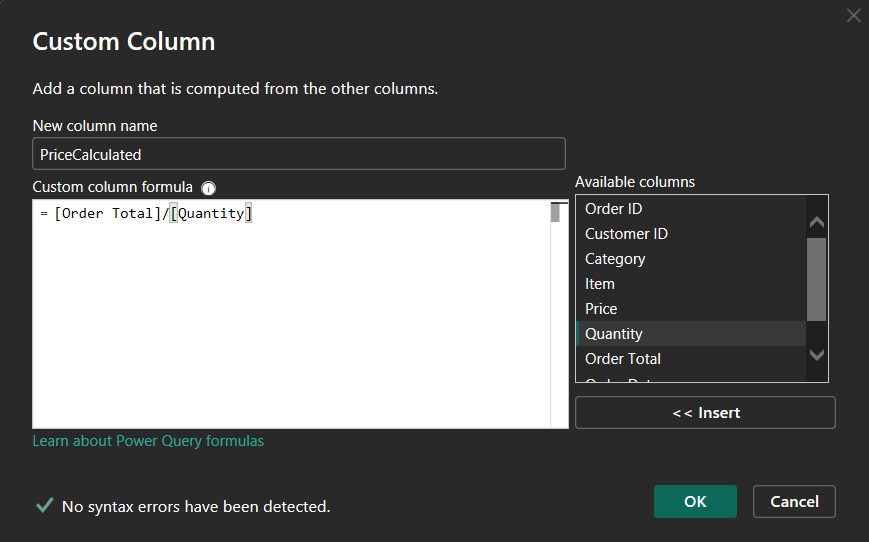 Custom Column
Add a column that is computed from the other columns.
New column name
PriceCalculated
Custom column formula
= [Order Total]/[Quantity]
Available columns
Order ID
Customer ID
Category
Item
Price
Quantity
Order Total
<< Insert
Learn about Power Query formulas
No syntax errors have been detected.
OK
Cancel